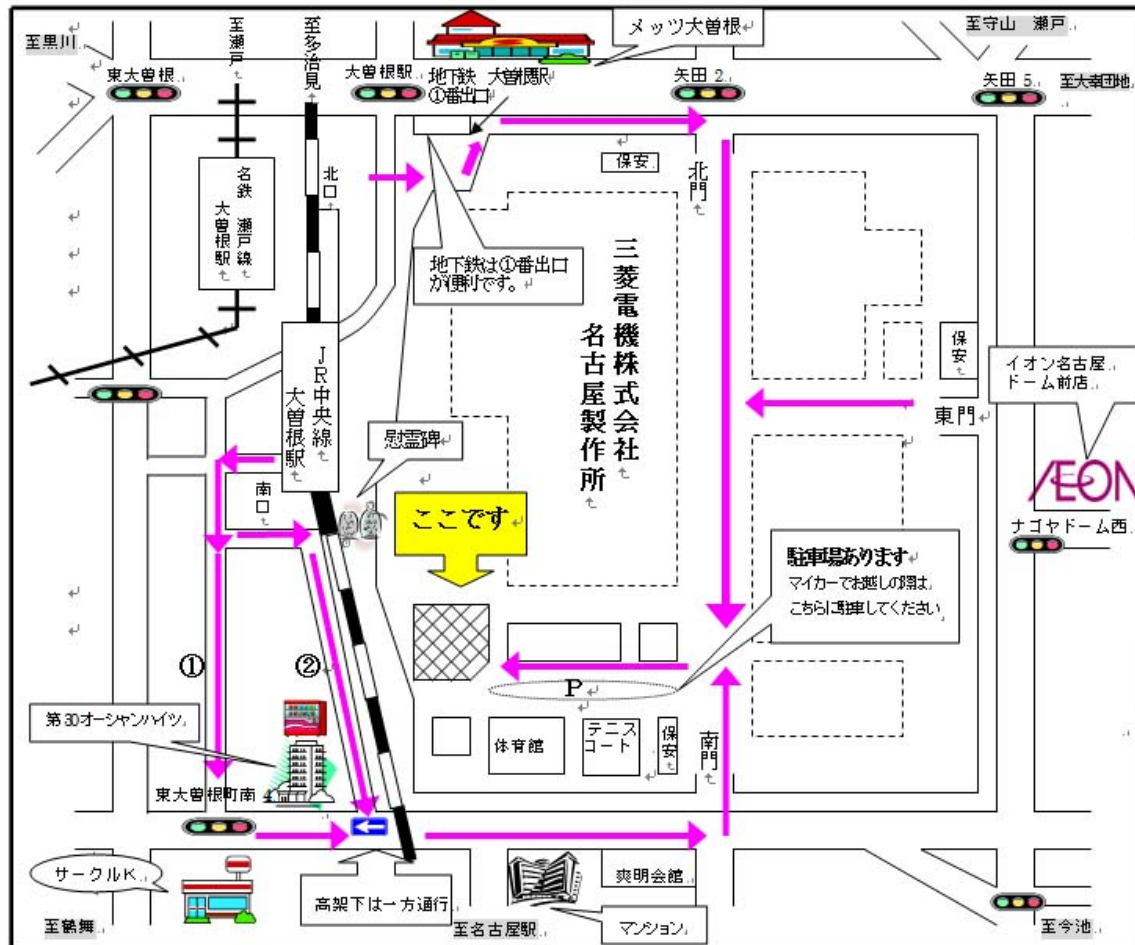 至黒川
至瀬戸
至多治見
メッツ大曽根
至守山　瀬戸
東大曽根
大曽根駅
地下鉄　大曽根駅
①番出口
矢田 2
矢田 5
至大幸団地
名鉄　瀬戸線
大曽根駅
北口
保安
北門
地下鉄は①番出口
が便利です。
三菱電機株式会社
名古屋製作所
保安
イオン名古屋
ドーム前店
東門
JR中央線
大曽根駅
慰霊碑
南口
ここです
ÆON
ナゴヤドーム西
駐車場あります
マイカーでお越しの際は
こちらに駐車してください
①
②
P
第30オーシャンハイツ
体育館
テニス
コート
保安
南門
東大曽根町南 4
サークルK
高架下は一方通行
爽明会館
マンション
至鶴舞
至名古屋駅
至今池